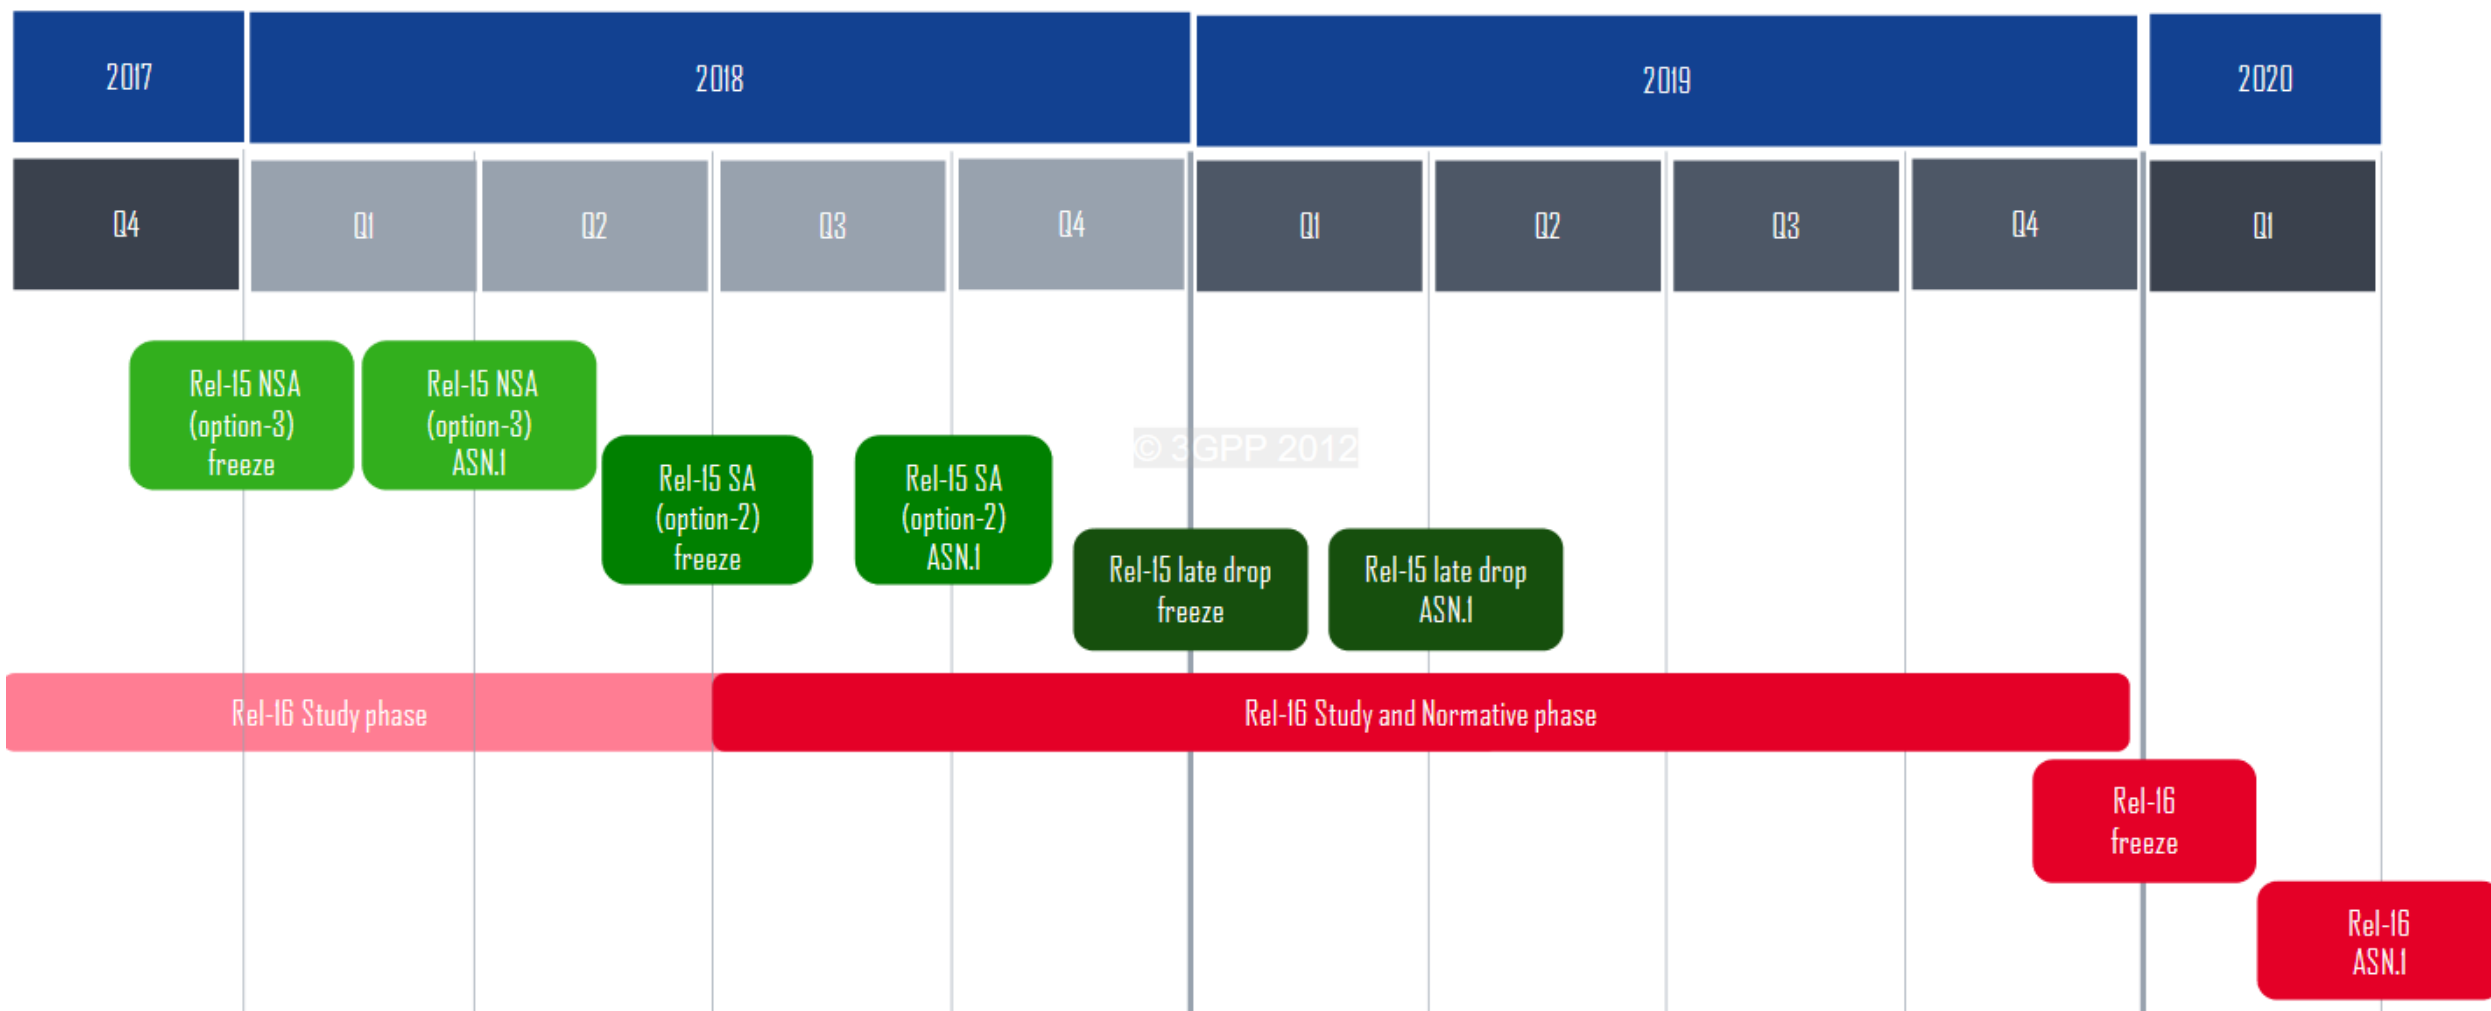 2017
2018
2019
2020
Q4
Q1
Q2
Q3
Q4
Q1
Q2
Q3
Q4
Q1
Rel-15 NSA
(option-3)
freeze
Rel-15 NSA
(option-3)
ASN.1
Rel-15 SA
(option-2)
freeze
Rel-15 SA
(option-2)
ASN.1
© 3GPP 2012
Rel-15 late drop
freeze
Rel-15 late drop
ASN.1
Rel-16 Study phase
Rel-16 Study and Normative phase
Rel-16
freeze
Rel-16
ASN.1